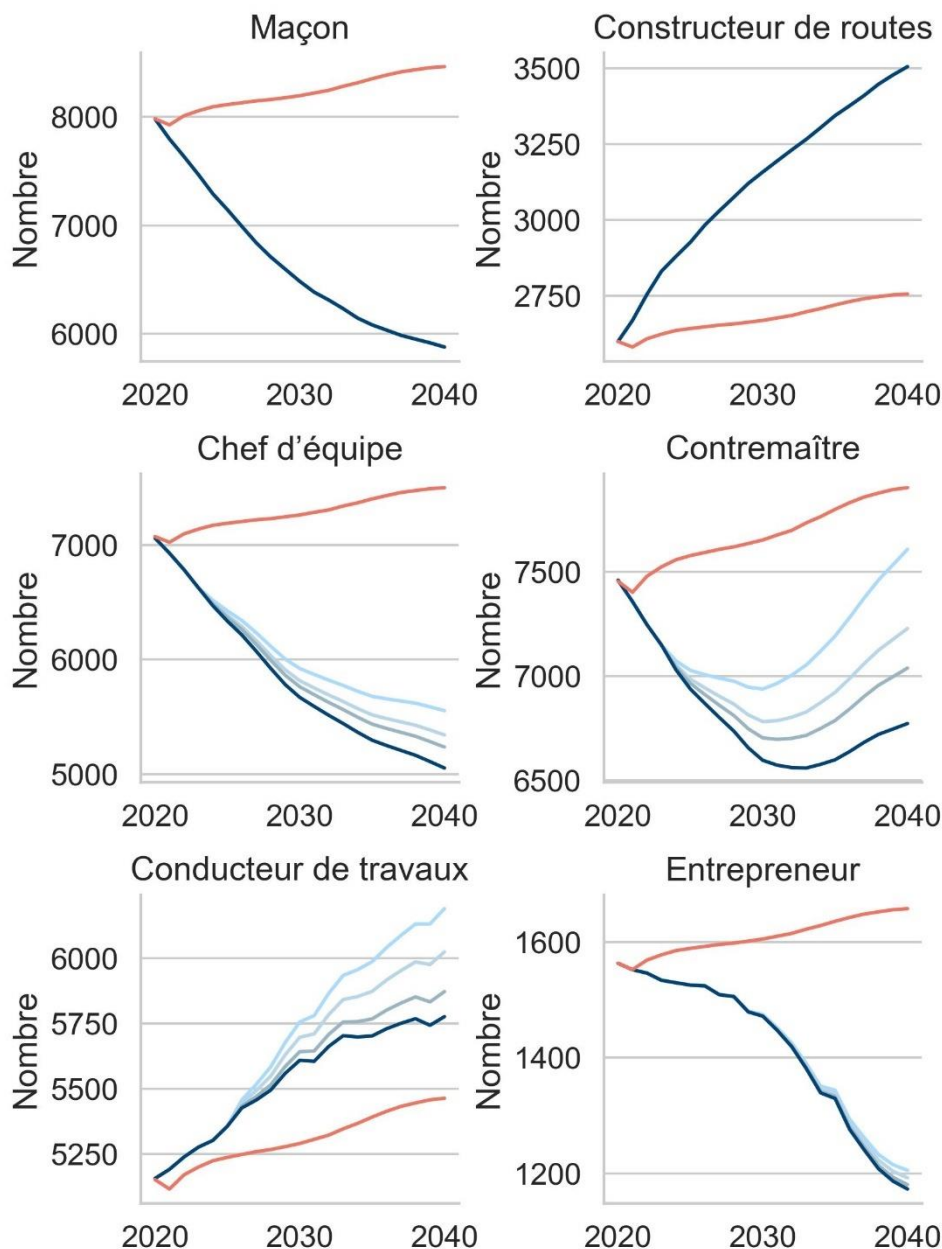 Maçon
Nombre
8000
7000
6000
2020 2030 2040
Constructeur de routes
Nombre
3500
3250
3000
2750
2020 2030 2040
Chef d’équipe
Nombre
7000
6000
5000
2020 2030 2040
Contremaître
Nombre
7500
7000
6500
2020 2030 2040
Conducteur de travaux
Nombre
6000
5750
5500
5250
2020 2030 2040
Entrepreneur
Nombre
1600
1400
1200
2020 2030 2040